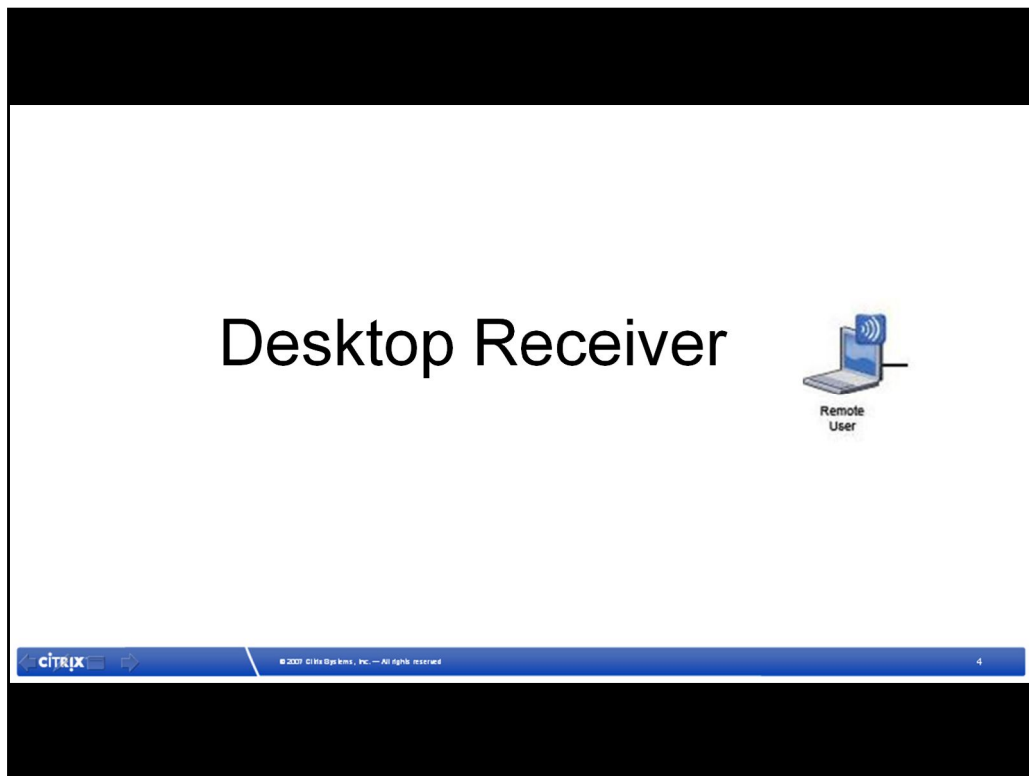 Desktop Receiver
Remote
User
CITRIX
© 2007 Citrix Systems, Inc. — All rights reserved
4